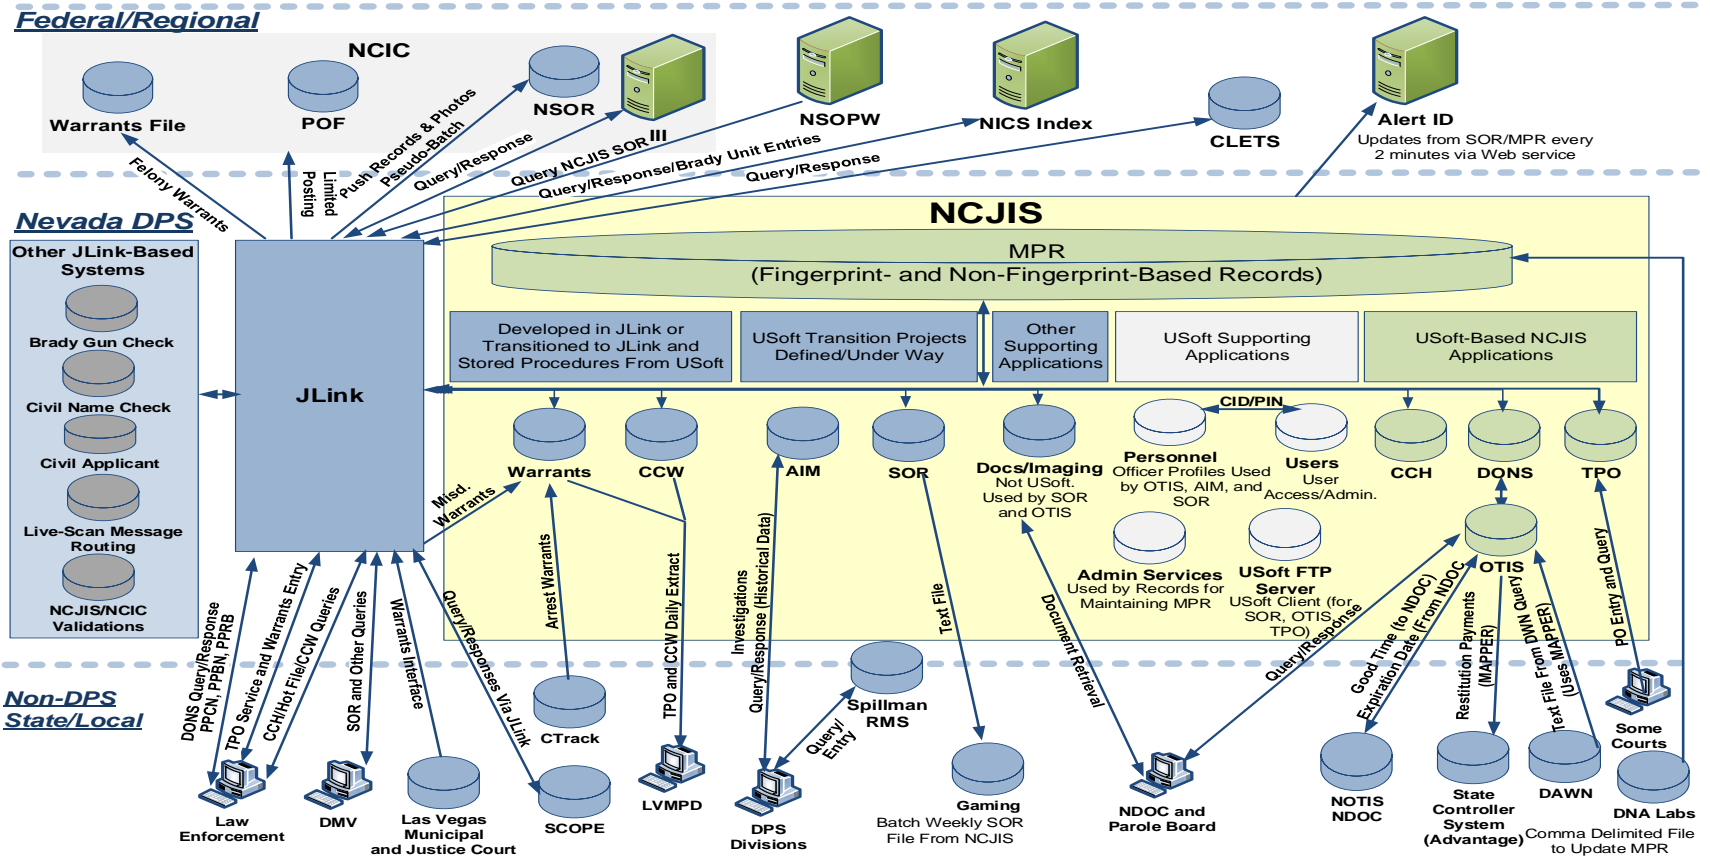 Federal/Regional
NCIC
Warrants File
POF
NSOR
III
NSOPW
NICS Index
CLETS
Alert ID
Updates from SOR/MPR every
2 minutes via Web service
Felony Warrants
Limited
Posting
Push Records & Photos
Pseudo-Batch
Query/Response
Query NCJIS SOR
Query/Response/Brady Unit Entries
Query/Response
Nevada DPS
Other JLink-Based
Systems
Brady Gun Check
Civil Name Check
Civil Applicant
Live-Scan Message
Routing
NCJIS/NCIC
Validations
JLink
NCJIS
MPR
(Fingerprint- and Non-Fingerprint-Based Records)
Developed in JLink or
Transitioned to JLink and
Stored Procedures From USoft
USoft Transition Projects
Defined/Under Way
Other
Supporting
Applications
USoft Supporting
Applications
USoft-Based NCJIS
Applications
Warrants
CCW
AIM
SOR
Docs/Imaging
Not USoft.
Used by SOR
and OTIS
CID/PIN
Personnel
Officer Profiles Used
by OTIS, AIM, and
SOR
Users
User
Access/Admin.
CCH
DONS
TPO
Admin Services
Used by Records for
Maintaining MPR
USoft FTP
Server
USoft Client (for
SOR, OTIS,
TPO)
OTIS
Misd.
Warrants
Arrest Warrants
TPO and CCW Daily Extract
Investigations
Query/Response (Historical Data)
Text File
Document Retrieval
Query/Response
Good Time (to NDOC)
Expiration Date (From NDOC
Restitution Payments
(MAPPER)
Text File From DWN Query
(Uses MAPPER)
PO Entry and Query
DONS Query/Response
PPCN, PPBN, PPRB
TPO Service and Warrants Entry
CCH/Hot File/CCW Queries
SOR and Other Queries
Warrants Interface
Query/Responses Via JLink
Query/
Entry
Non-DPS
State/Local
Law
Enforcement
DMV
Las Vegas
Municipal
and Justice Court
CTrack
SCOPE
LVMPD
DPS
Divisions
Spillman
RMS
Gaming
Batch Weekly SOR
File From NCJIS
NDOC and
Parole Board
NOTIS
NDOC
State
Controller
System
(Advantage)
DAWN
Some
Courts
DNA Labs
Comma Delimited File
to Update MPR